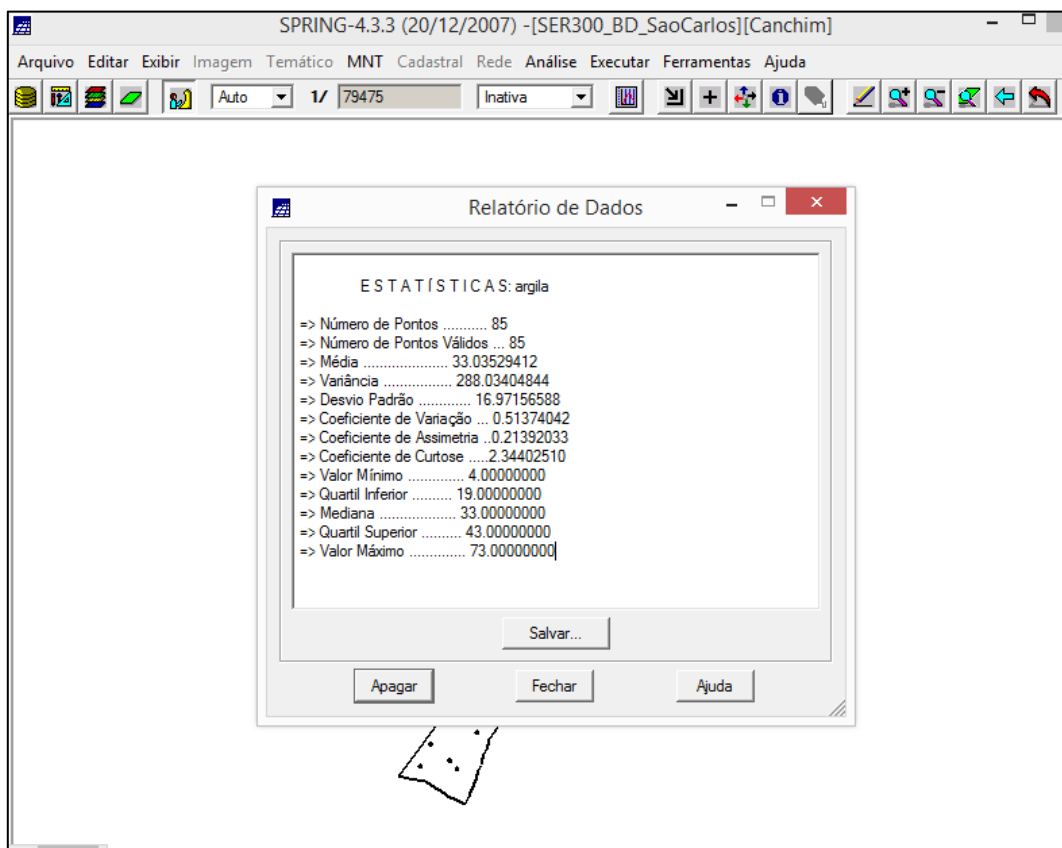 SPRING-4.3.3 (20/12/2007) -[SER300_BD_SaoCarlos][Canchim]
Arquivo Editar Exibir Imagem Temático MNT Cadastral Rede Análise Executar Ferramentas Ajuda
Auto 1/ 79475 Inativa
Relatório de Dados
E S T A T Í S T I C A S: argila
=> Número de Pontos ........... 85
=> Número de Pontos Válidos ... 85
=> Média ..................... 33.03529412
=> Variância ................. 288.03404844
=> Desvio Padrão ............. 16.97156588
=> Coeficiente de Variação ... 0.51374042
=> Coeficiente de Assimetria ..0.21392033
=> Coeficiente de Curtose .....2.34402510
=> Valor Mínimo .............. 4.00000000
=> Quartil Inferior .......... 19.00000000
=> Mediana ................... 33.00000000
=> Quartil Superior .......... 43.00000000
=> Valor Máximo .............. 73.00000000
Salvar...
Apagar Fechar Ajuda